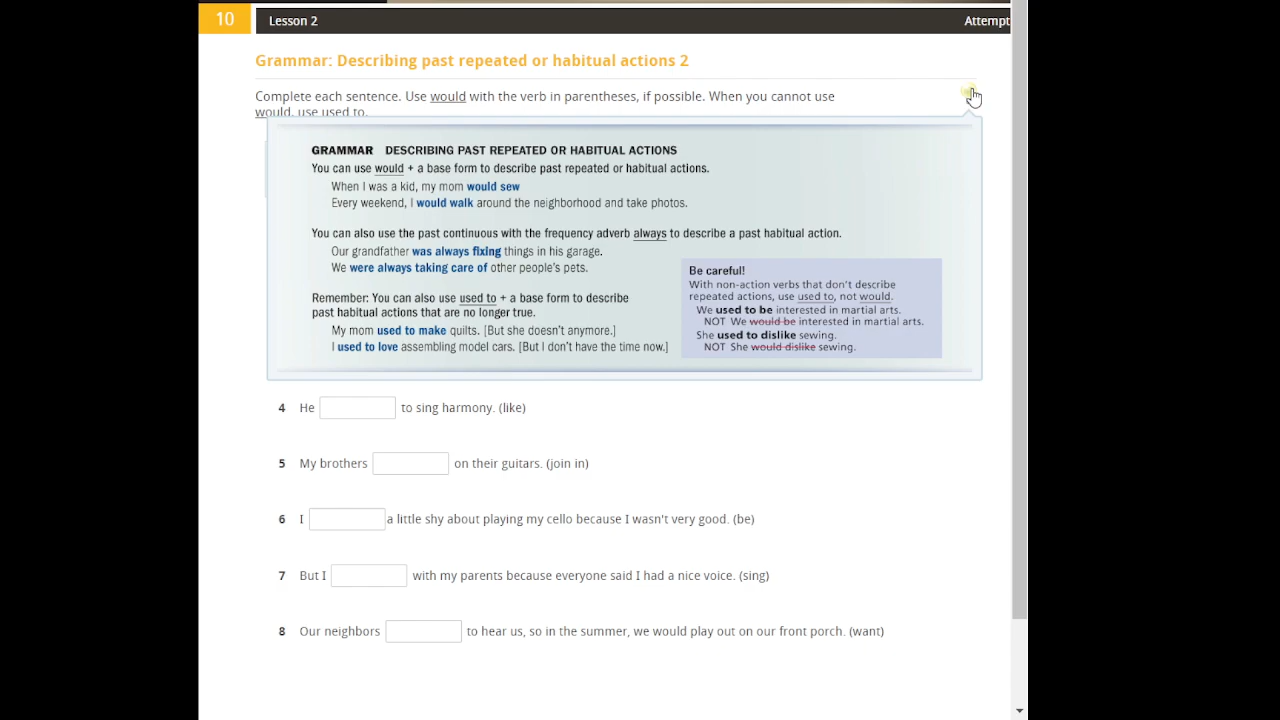 10
Lesson 2
Attempt
Grammar: Describing past repeated or habitual actions 2
Complete each sentence. Use would with the verb in parentheses, if possible. When you cannot use
would, use used to.
GRAMMAR DESCRIBING PAST REPEATED OR HABITUAL ACTIONS
You can use would + a base form to describe past repeated or habitual actions.
When I was a kid, my mom would sew
Every weekend, I would walk around the neighborhood and take photos.
You can also use the past continuous with the frequency adverb always to describe a past habitual action.
Our grandfather was always fixing things in his garage.
We were always taking care of other people's pets.
Remember: You can also use used to + a base form to describe
past habitual actions that are no longer true.
My mom used to make quilts. [But she doesn't anymore.]
I used to love assembling model cars. [But I don't have the time now.]
Be careful!
With non-action verbs that don't describe
repeated actions, use used to, not would.
We used to be interested in martial arts.
NOT We would be interested in martial arts.
She used to dislike sewing.
NOT She would dislike sewing.
4 He to sing harmony. (like)
5 My brothers on their guitars. (join in)
6 I a little shy about playing my cello because I wasn't very good. (be)
7 But I with my parents because everyone said I had a nice voice. (sing)
8 Our neighbors to hear us, so in the summer, we would play out on our front porch. (want)